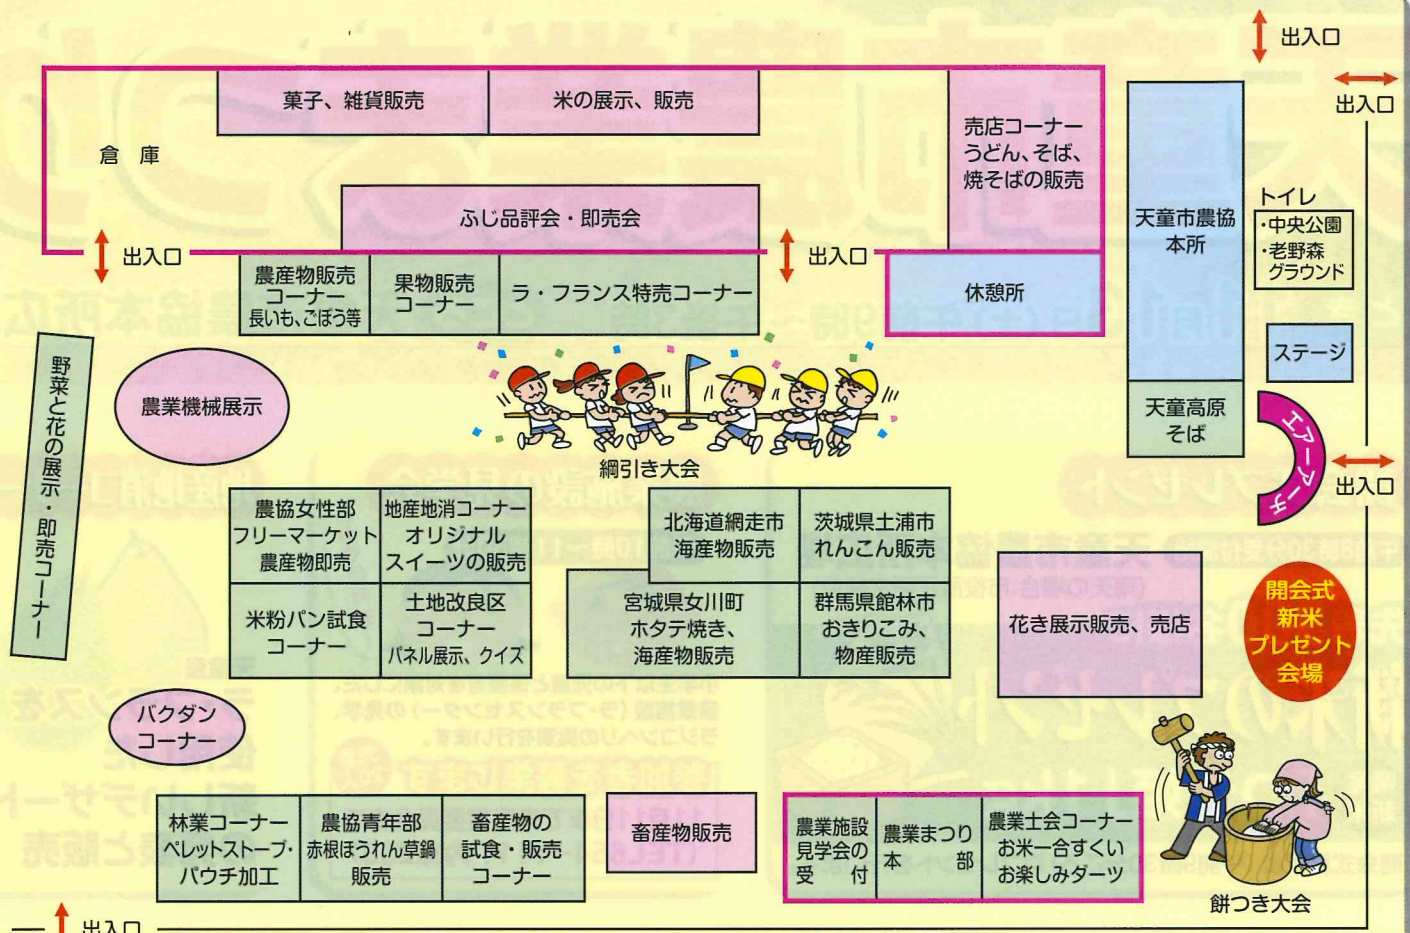 出入口
出入口
菓子、雑貨販売
米の展示、販売
売店コーナー
うどん、そば、
焼そばの販売
倉 庫
ふじ品評会・即売会
天童市農協
本所
トイレ
・中央公園
・老野森
グラウンド
出入口
出入口
農産物販売
コーナー
長いも、ごぼう等
果物販売
コーナー
ラ・フランス特売コーナー
休憩所
ステージ
野菜と花の展示・即売コーナー
農業機械展示
天童高原
そば
エアーアーチ
綱引き大会
出入口
農協女性部
フリーマーケット
農産物即売
地産地消コーナー
オリジナル
スイーツの販売
北海道網走市
海産物販売
茨城県土浦市
れんこん販売
米粉パン試食
コーナー
土地改良区
コーナー
パネル展示、クイズ
宮城県女川町
ホタテ焼き、
海産物販売
群馬県館林市
おきりこみ、
物産販売
花き展示販売、売店
開会式
新米
プレゼント
会場
バクダン
コーナー
林業コーナー
ペレットストーブ・
パウチ加工
農協青年部
赤根ほうれん草鍋
販売
畜産物の
試食・販売
コーナー
畜産物販売
農業施設
見学会の
受 付
農業まつり
本 部
農業士会コーナー
お米一合すくい
お楽しみダーツ
餅つき大会
出入口